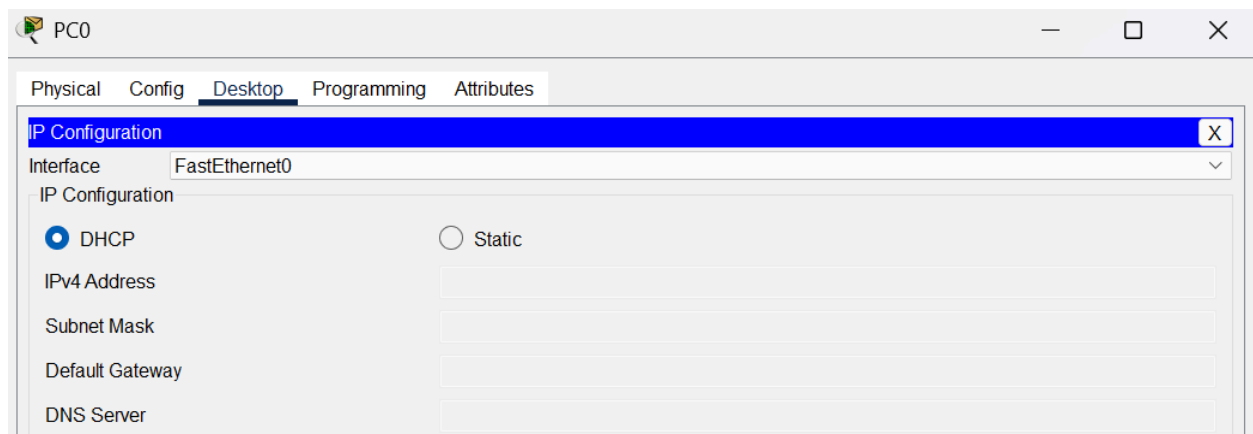 PC0
Physical Config Desktop Programming Attributes
IP Configuration X
Interface FastEthernet0
IP Configuration
DHCP Static
IPv4 Address
Subnet Mask
Default Gateway
DNS Server